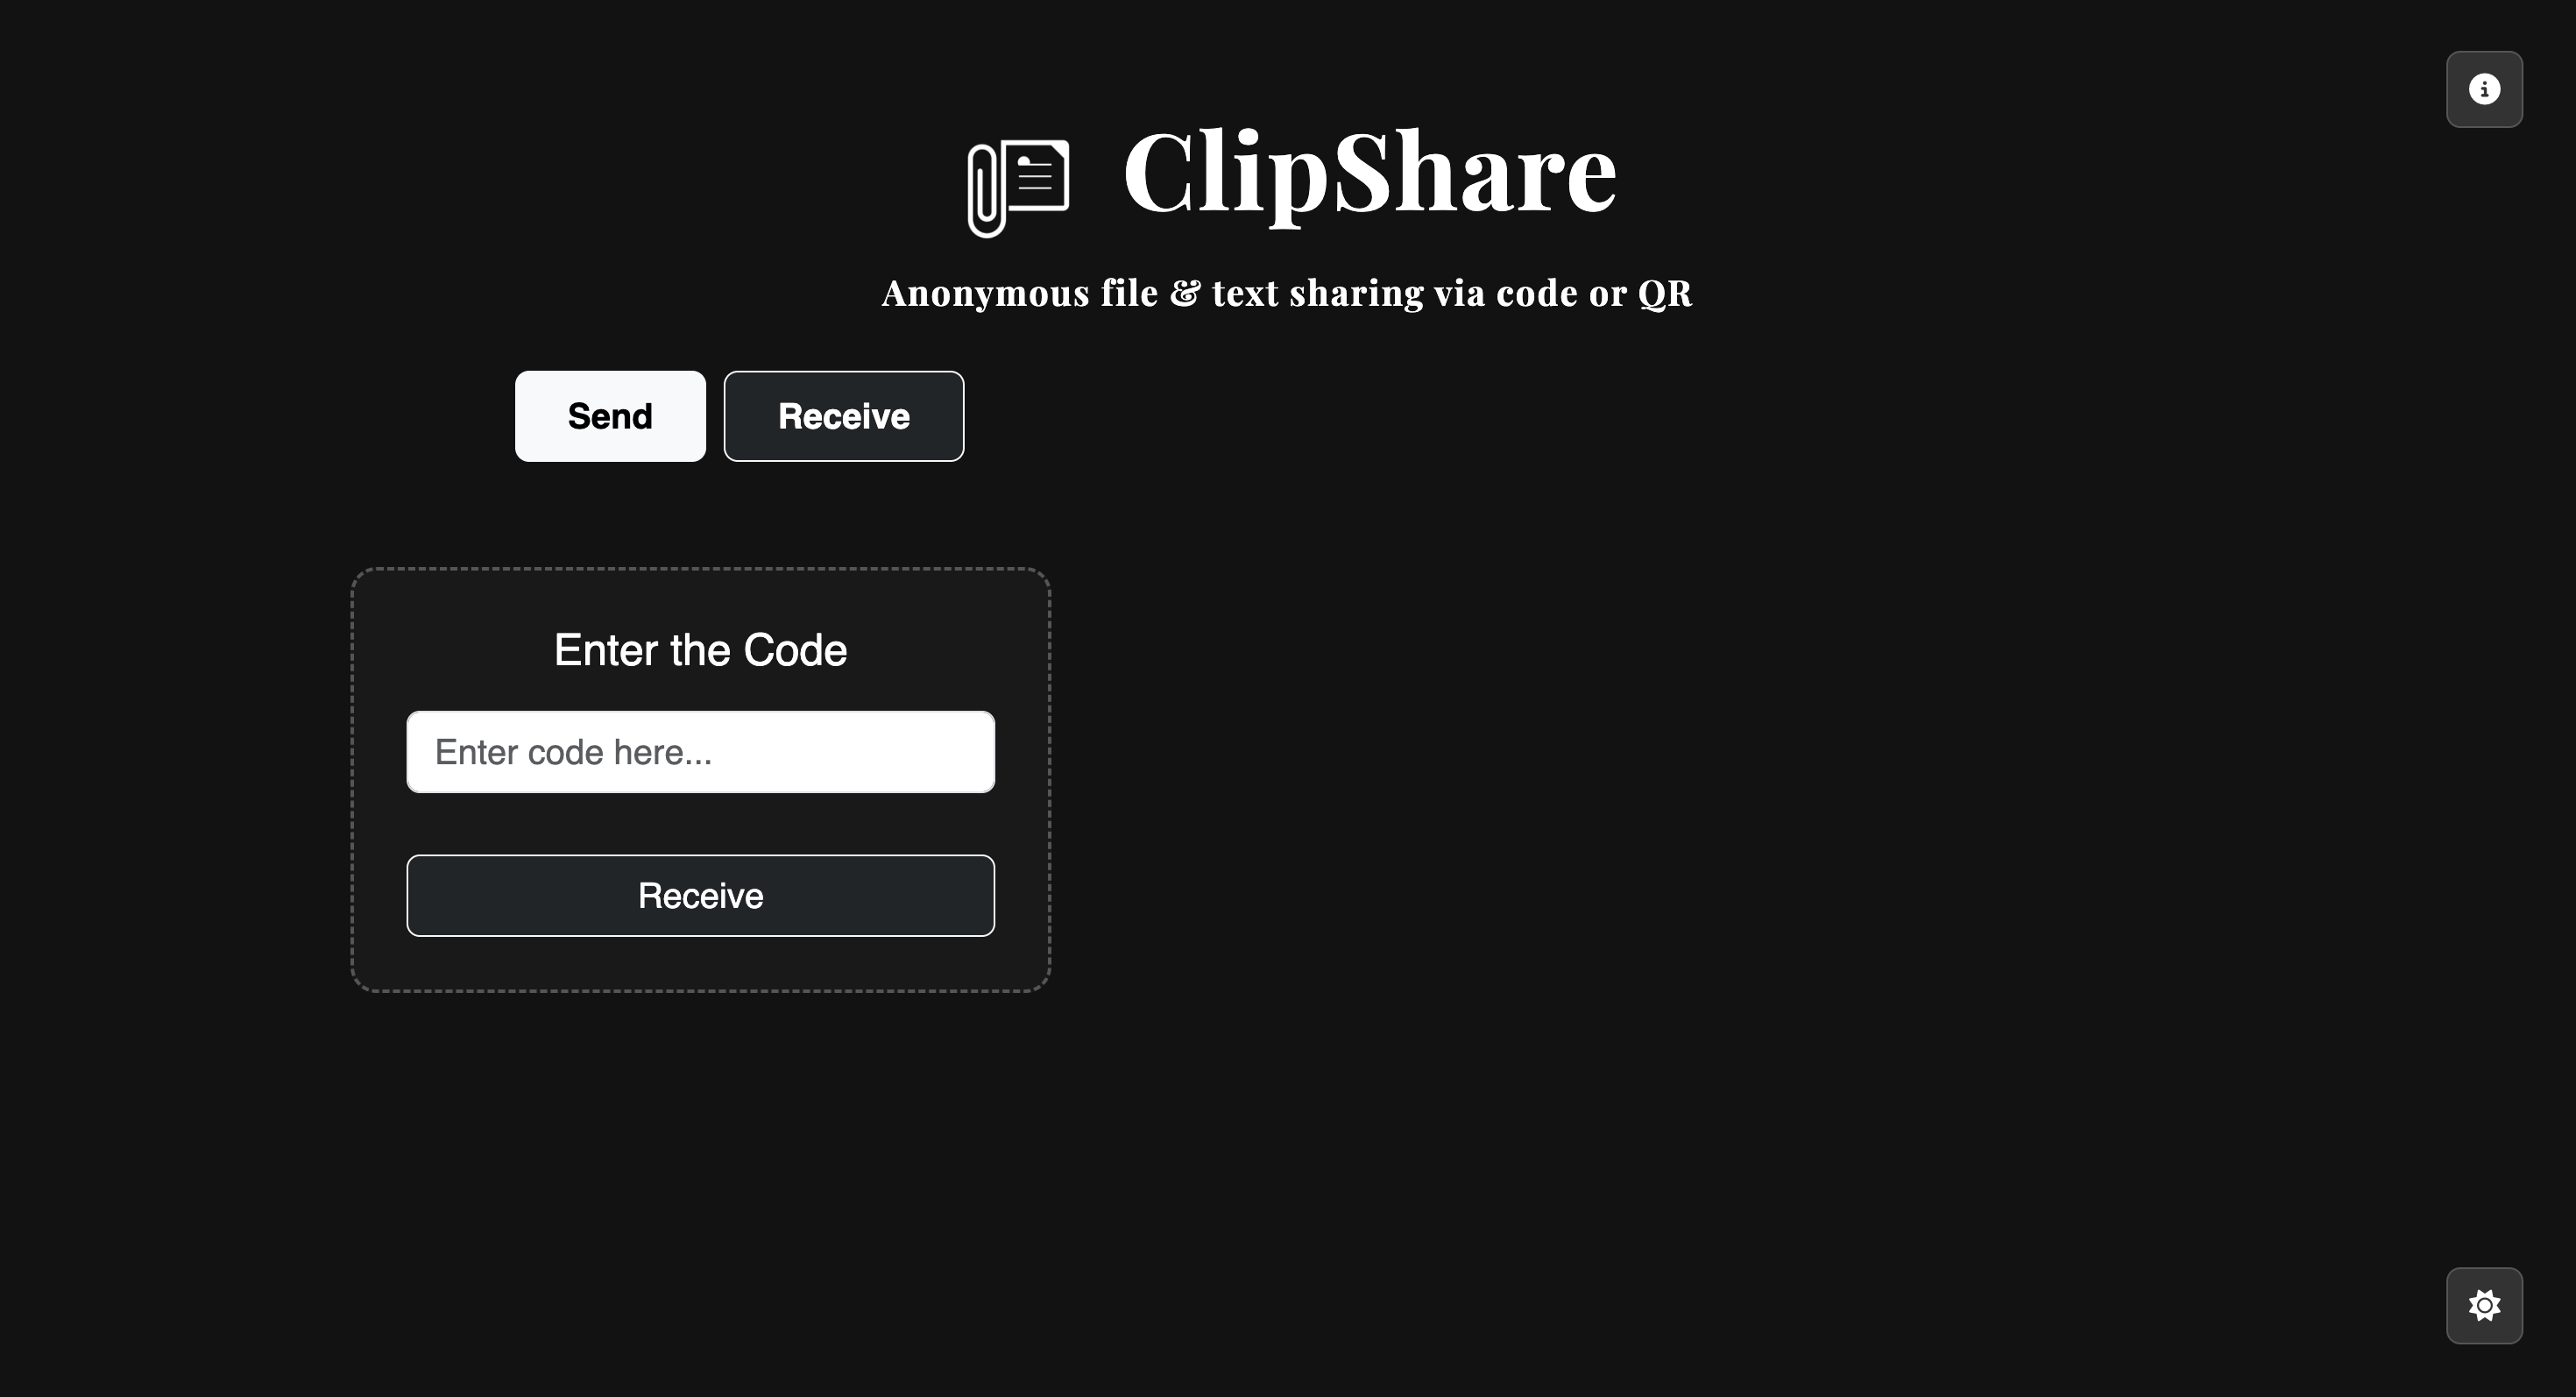 ClipShare
Anonymous file & text sharing via code or QR
Send Receive
Enter the Code
Enter code here...
Receive